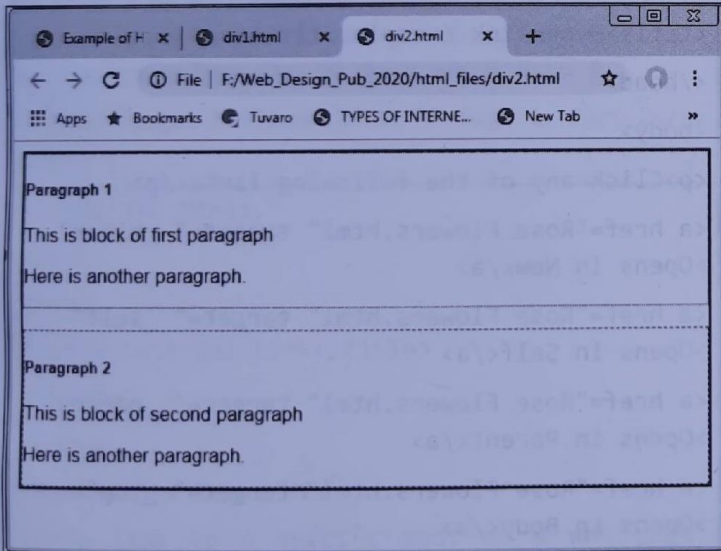 Example of H
div1.html
div2.html
File | F:/Web_Design_Pub_2020/html_files/div2.html
Apps Bookmarks Tuvaro TYPES OF INTERNE... New Tab »
Paragraph 1
This is block of first paragraph
Here is another paragraph.
Paragraph 2
This is block of second paragraph
Here is another paragraph.